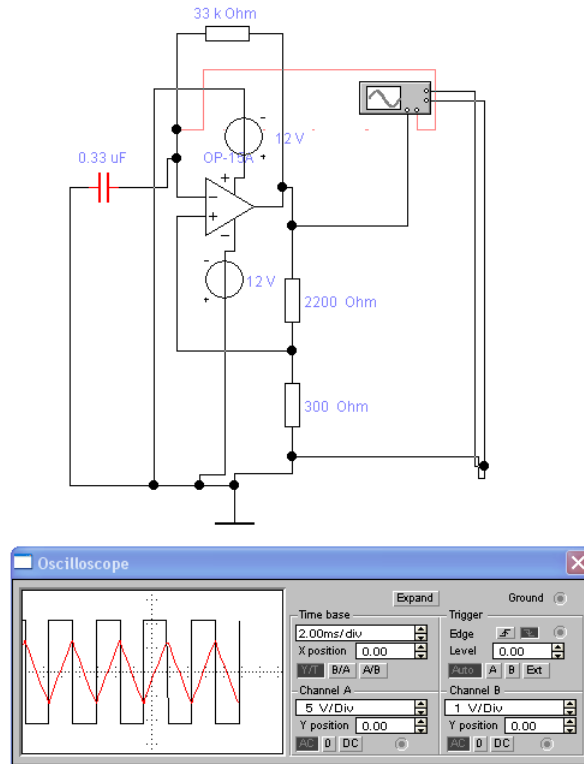 33 k Ohm
12 V
0.33 uF
OP-15A
12 V
2200 Ohm
300 Ohm
Oscilloscope
Expand
Ground
Time base
Trigger
2.00ms/div
Edge
X position 0.00
Level 0.00
Y/T B/A A/B
Auto A B Ext
Channel A
Channel B
5 V/Div
1 V/Div
Y position 0.00
Y position 0.00
AC 0 DC
AC 0 DC